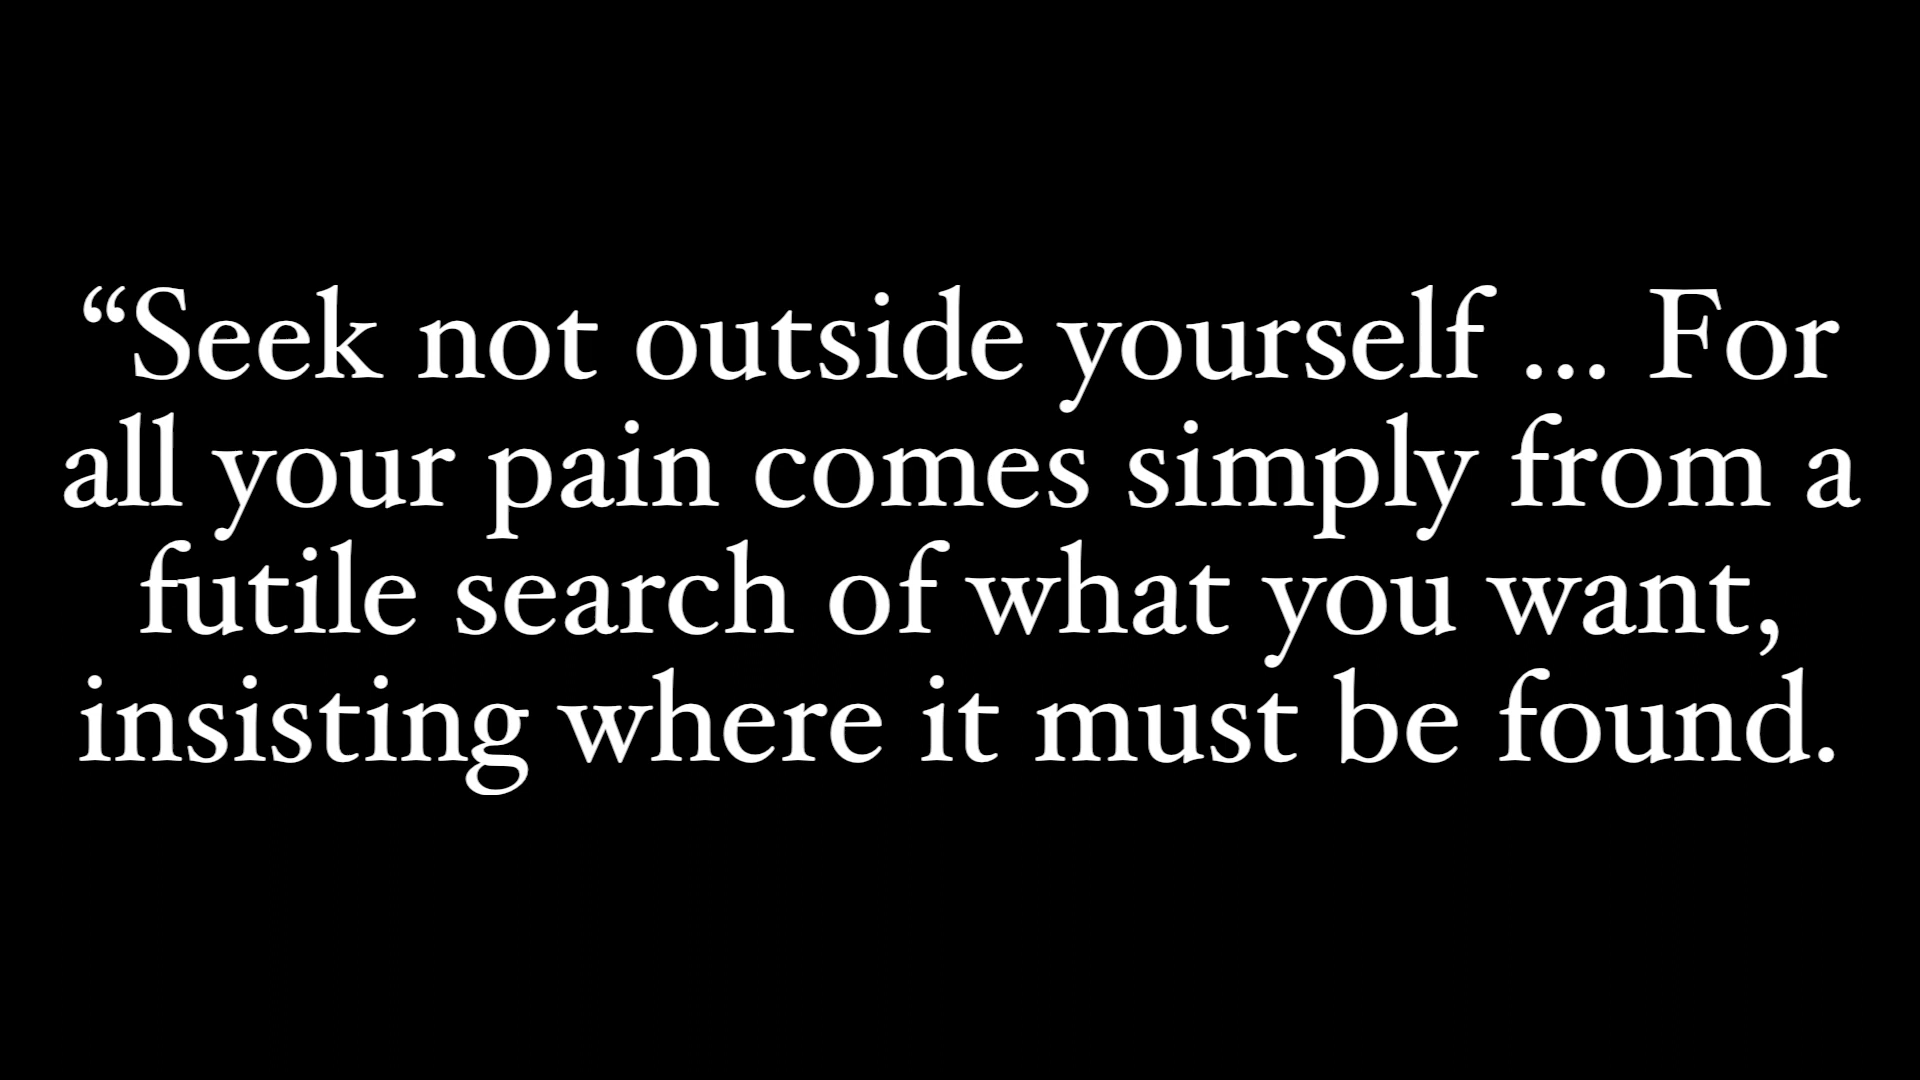 “Seek not outside yourself ... For
all your pain comes simply from a
futile search of what you want,
insisting where it must be found.